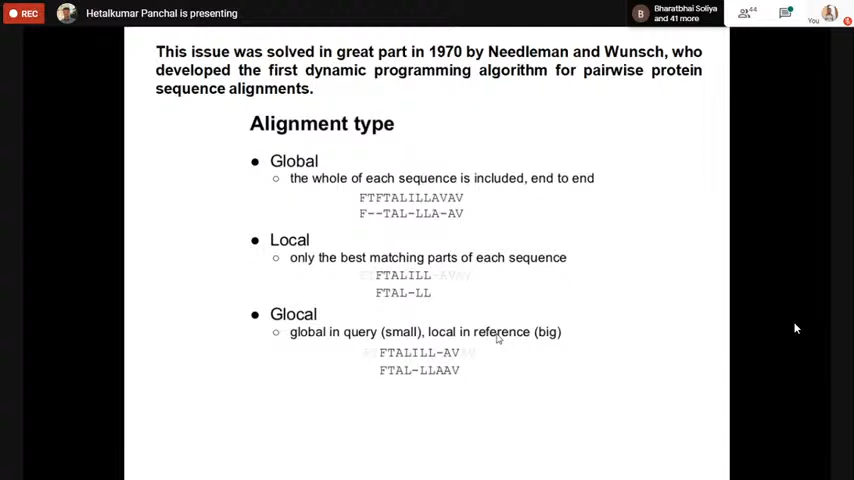 REC
Hetalkumar Panchal is presenting
B
Bharatbhai Soliya
and 41 more
44
You
This issue was solved in great part in 1970 by Needleman and Wunsch, who
developed the first dynamic programming algorithm for pairwise protein
sequence alignments.
Alignment type
● Global
○ the whole of each sequence is included, end to end
FTFTALILLAVAV
F--TAL-LLA-AV
● Local
○ only the best matching parts of each sequence
FTFTALILL-AVAV
FTAL-LL
● Glocal
○ global in query (small), local in reference (big)
FTALILL-AV
FTAL-LLAAV